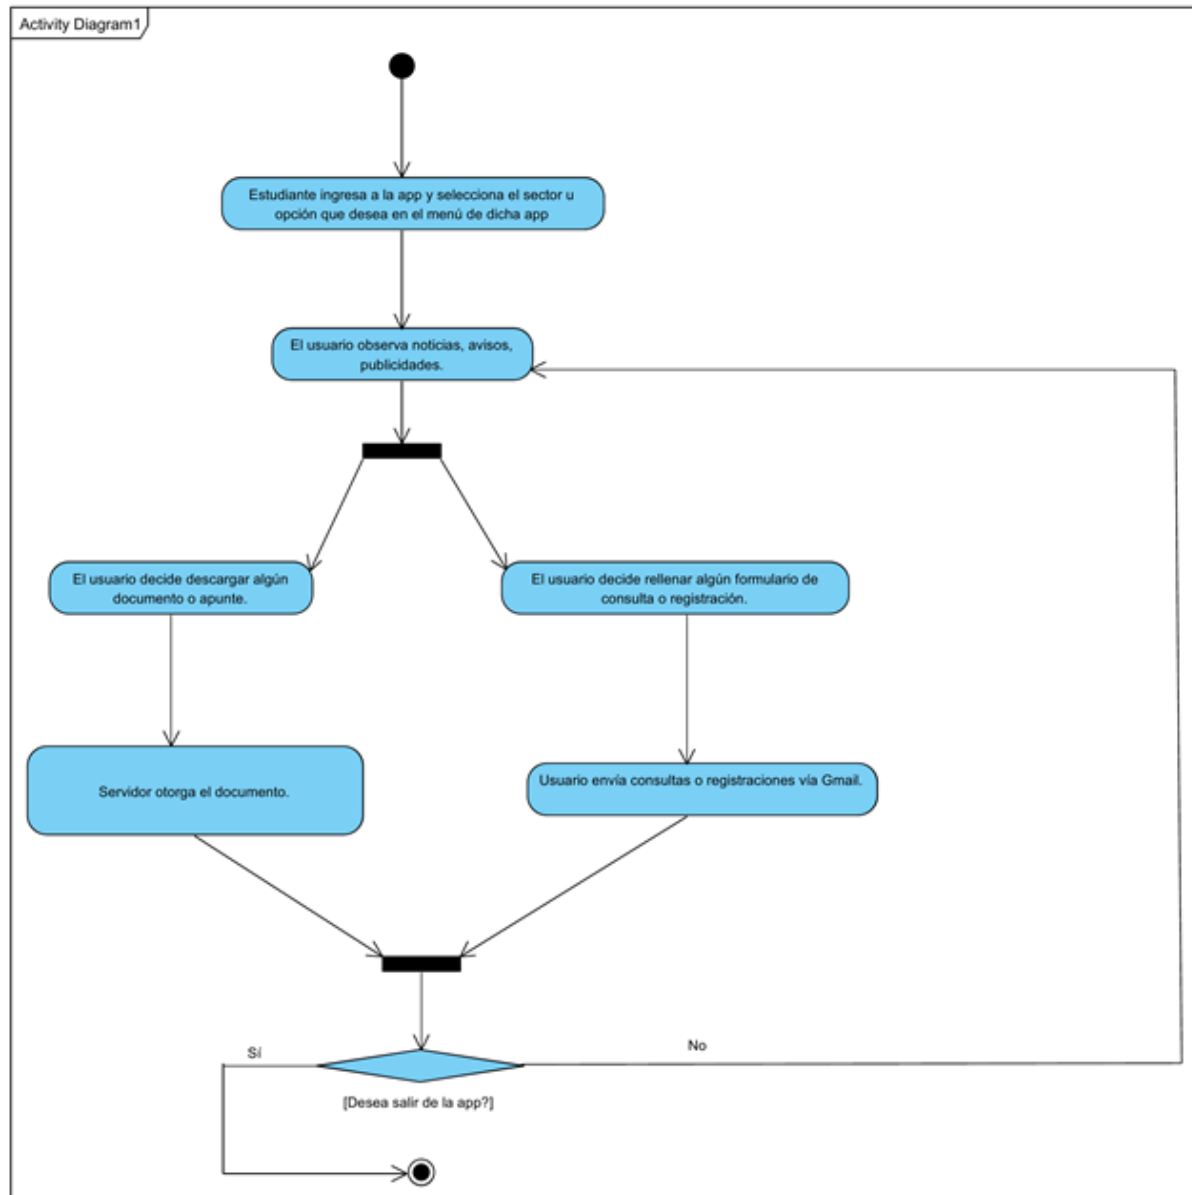 Activity Diagram1
Estudiante ingresa a la app y selecciona el sector u
opción que desea en el menú de dicha app
El usuario observa noticias, avisos,
publicidades.
El usuario decide descargar algún
documento o apunte.
El usuario decide rellenar algún formulario de
consulta o registración.
Servidor otorga el documento.
Usuario envía consultas o registraciones vía Gmail.
Sí
No
[Desea salir de la app?]